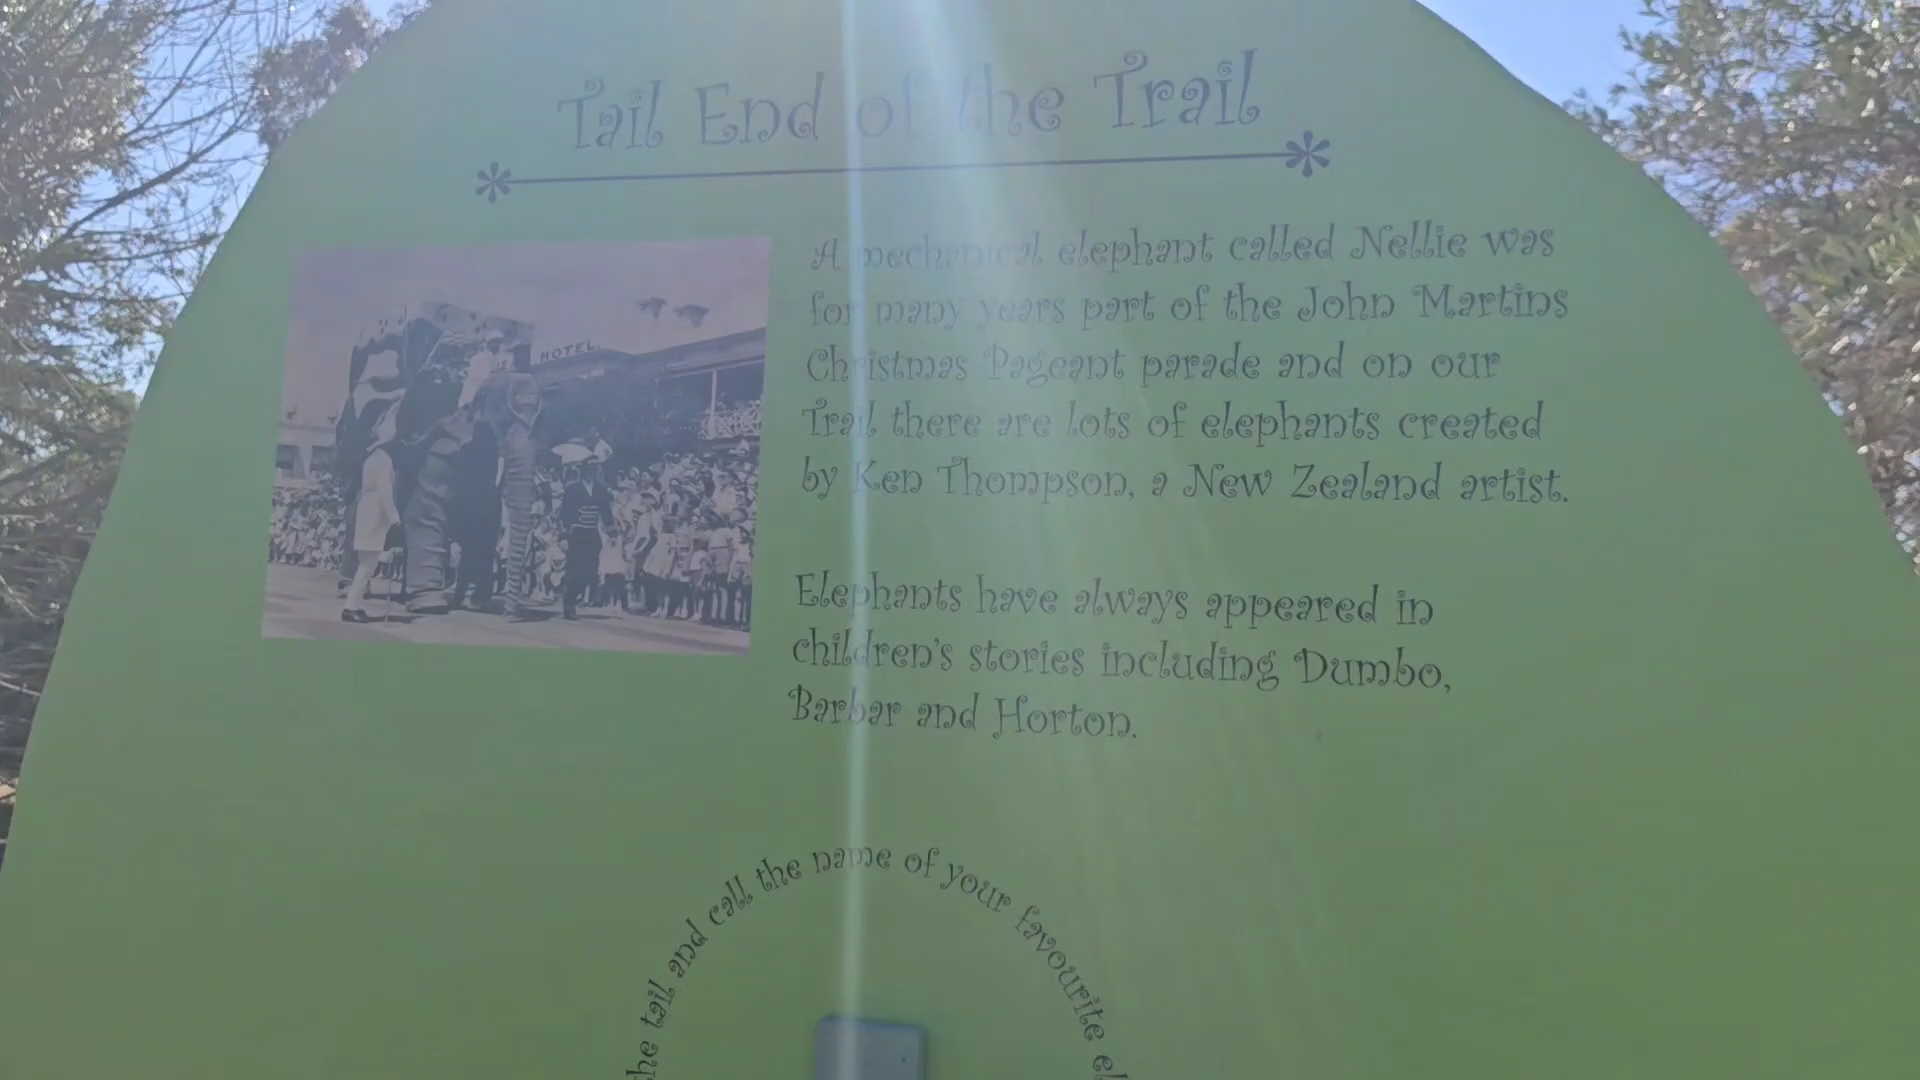 Tail End of the Trail
HOTEL
A mechanical elephant called Nellie was
for many years part of the John Martins
Christmas Pageant parade and on our
Trail there are lots of elephants created
by Ken Thompson, a New Zealand artist.
Elephants have always appeared in
children's stories including Dumbo,
Barbar and Horton.
the tail and call the name of your favourite